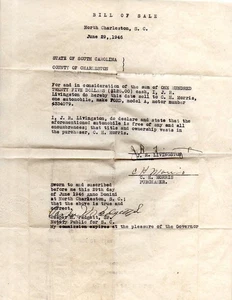 BILL OF SALE
North Charleston, S. C.
June 29, 1946
STATE OF SOUTH CAROLINA
COUNTY OF CHARLESTON
For and in consideration of the sum of ONE HUNDRED
TWENTY FIVE DOLLARS ($125.00) cash, I, J. R.
Livingston do hereby this date sell to C. H. Morris,
one automobile, make FORD, model A, motor number
I, J. R. Livingston, do declare and state that the
aforementioned automobile is free of any and all
encumbrances; that title and ownership vests in
the purchaser, C. H. Morris.
J. R. LIVINGSTON
C H Morris
C. H. MORRIS
PURCHASER.
Sworn to and subscribed
before me this 29th day
of June 1946 Anno Domini
at North Charleston, S. C.;
that the above is true and
correct.
Notary Public for S. C.
My commission expires at the pleasure of the Governor